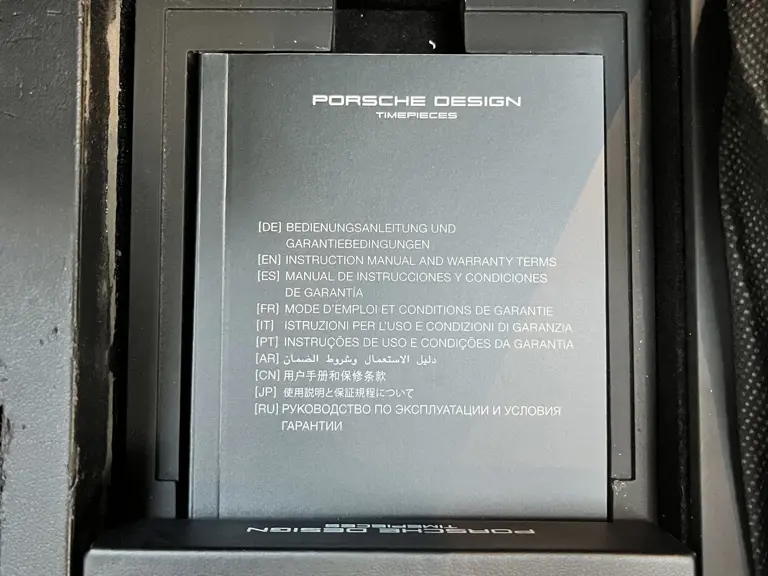 PORSCHE DESIGN
TIMEPIECES
[DE] BEDIENUNGSANLEITUNG UND
GARANTIEBEDINGUNGEN
[EN] INSTRUCTION MANUAL AND WARRANTY TERMS
[ES] MANUAL DE INSTRUCCIONES Y CONDICIONES
DE GARANTÍA
[FR] MODE D'EMPLOI ET CONDITIONS DE GARANTIE
[IT] ISTRUZIONI PER L'USO E CONDIZIONI DI GARANZIA
[PT] INSTRUÇÕES DE USO E CONDIÇÕES DA GARANTIA
[AR] دليل الاستعمال وشروط الضمان
[CN] 用户手册和保修条款
[JP] 使用説明と保証規程について
[RU] РУКОВОДСТВО ПО ЭКСПЛУАТАЦИИ И УСЛОВИЯ
ГАРАНТИИ
PORSCHE DESIGN
TIMEPIECES